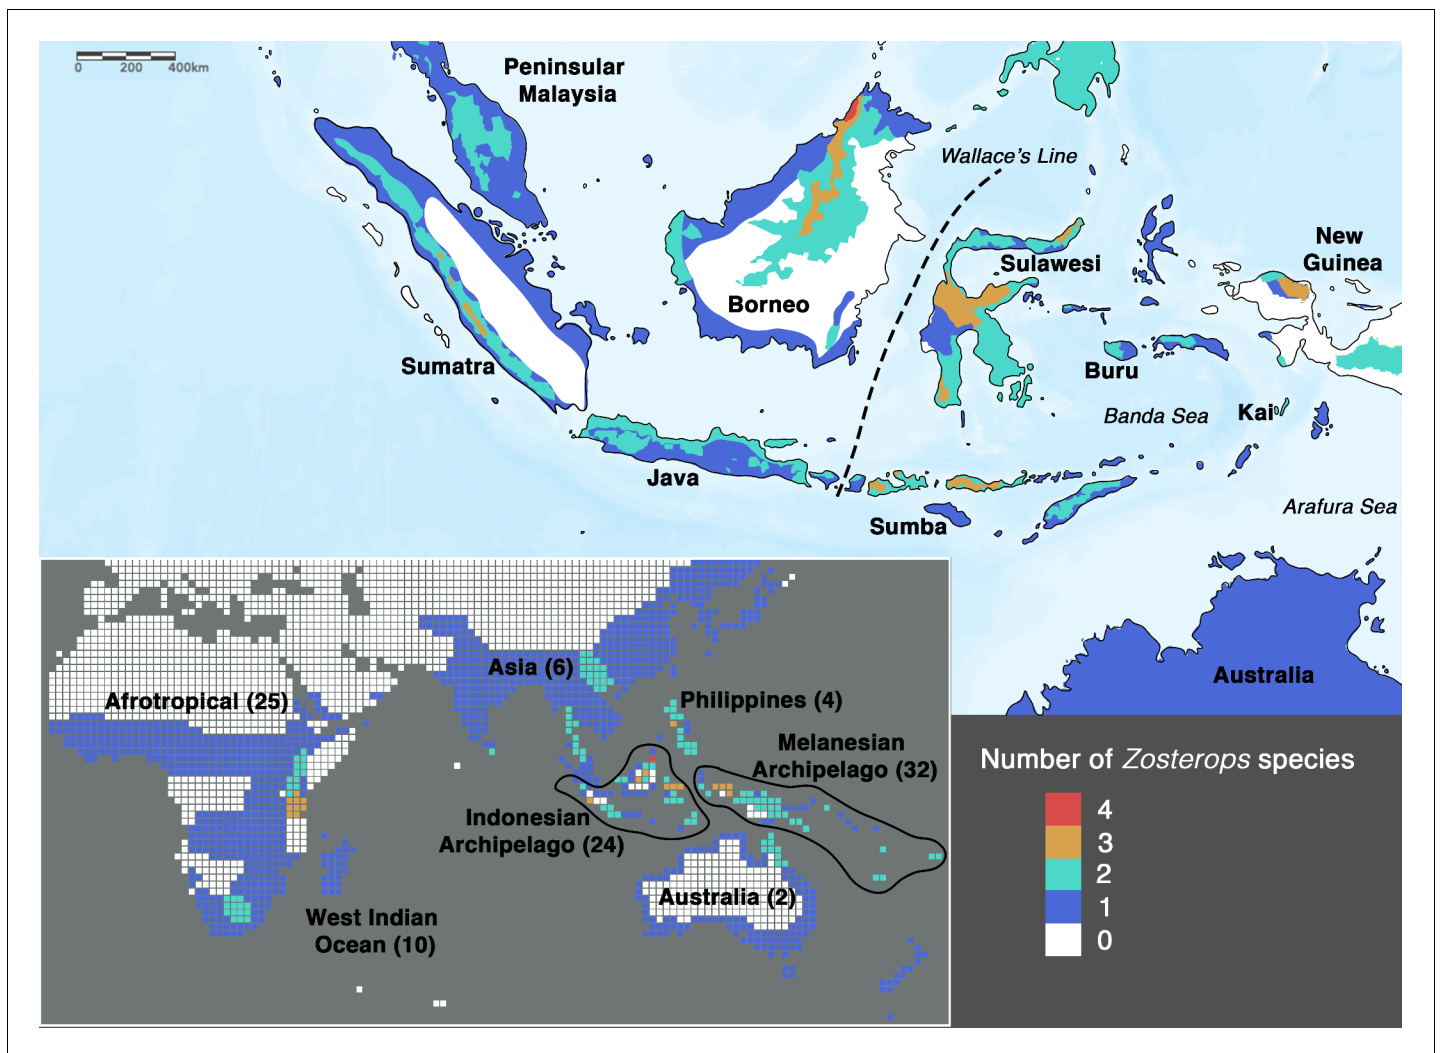 0 200 400km
Peninsular
Malaysia
Wallace's Line
New
Guinea
Sulawesi
Borneo
Sumatra
Buru
Banda Sea
Kai
Java
Arafura Sea
Sumba
Australia
Asia (6)
Afrotropical (25)
Philippines (4)
Melanesian
Archipelago (32)
Indonesian
Archipelago (24)
Australia (2)
West Indian
Ocean (10)
Number of Zosterops species
4
3
2
1
0